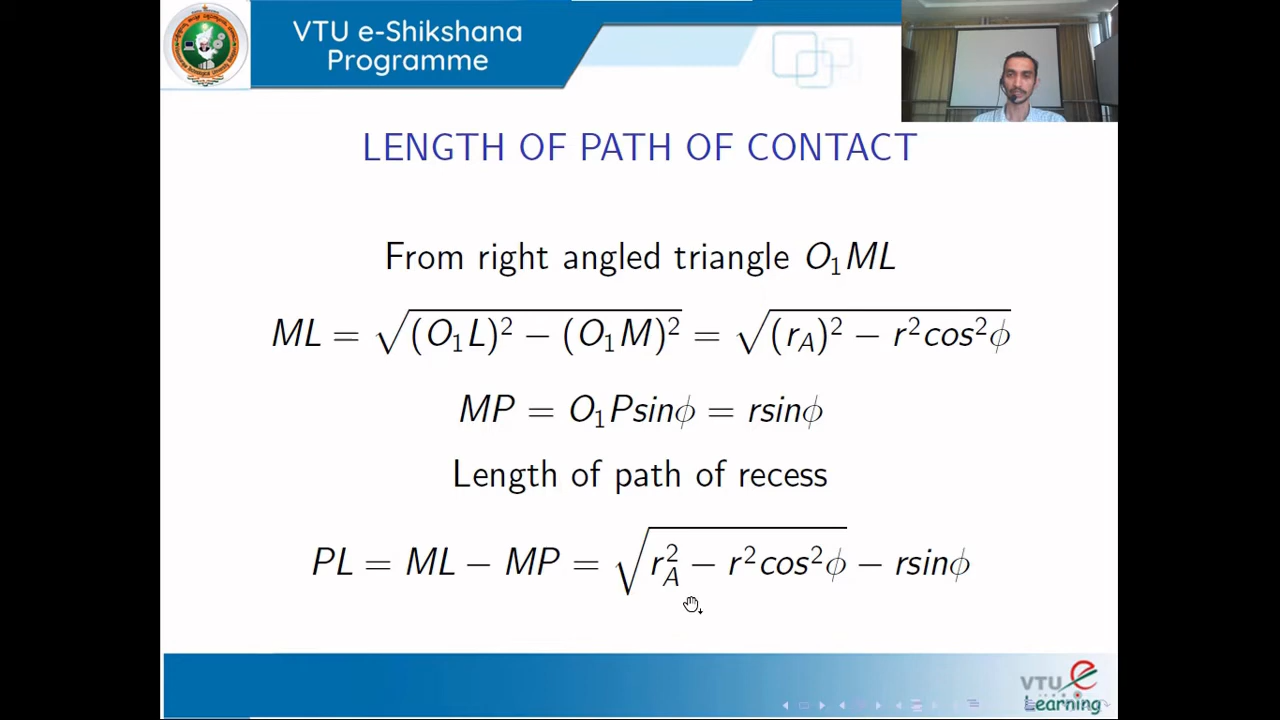 VTU e-Shikshana
Programme
LENGTH OF PATH OF CONTACT
From right angled triangle O₁ML
ML = √((O₁L)² − (O₁M)²) = √((r_A)² − r²cos²ϕ)
MP = O₁Psinϕ = rsinϕ
Length of path of recess
PL = ML − MP = √(r_A² − r²cos²ϕ) − rsinϕ
VTU e
Learning